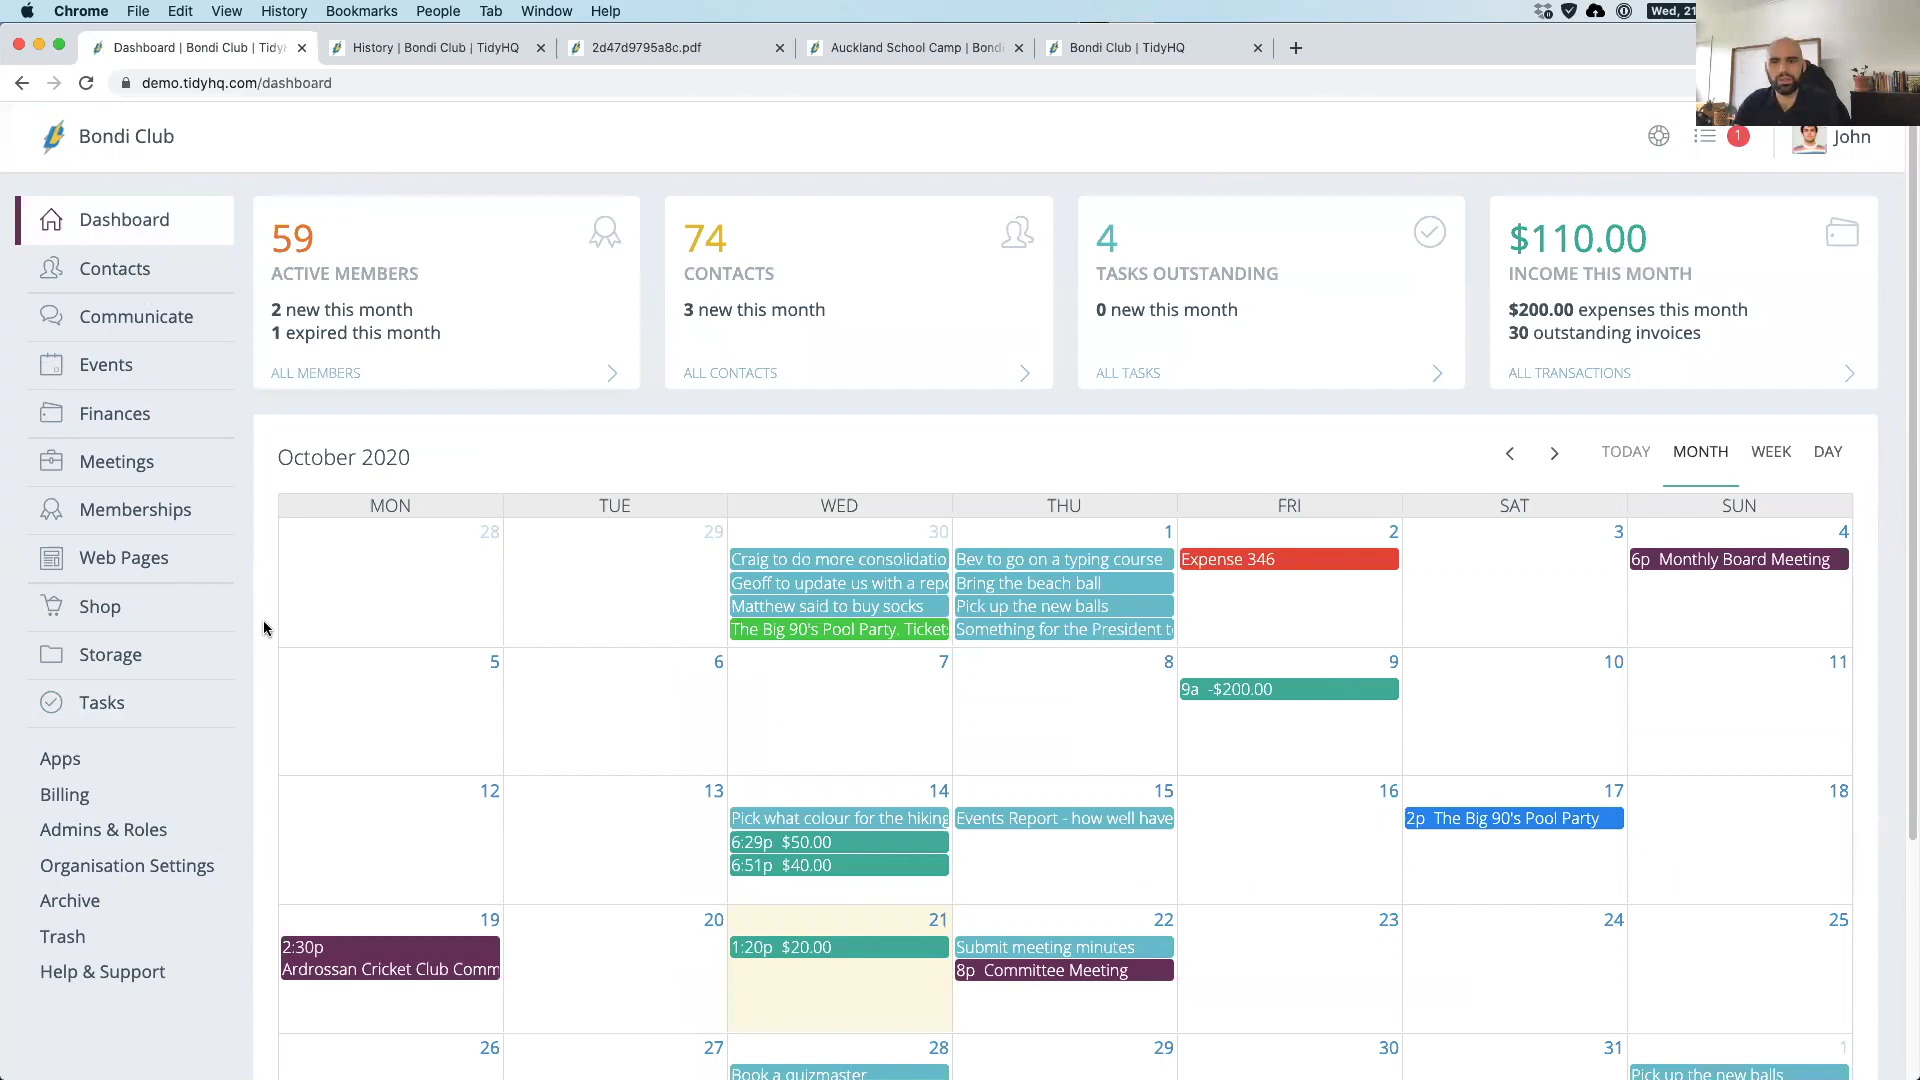 Chrome File Edit View History Bookmarks People Tab Window Help
Wed, 21
Dashboard | Bondi Club | Tidy
History | Bondi Club | TidyHQ
2d47d9795a8c.pdf
Auckland School Camp | Bondi
Bondi Club | TidyHQ
demo.tidyhq.com/dashboard
Bondi Club
1
John
Dashboard
Contacts
Communicate
Events
Finances
Meetings
Memberships
Web Pages
Shop
Storage
Tasks
Apps
Billing
Admins & Roles
Organisation Settings
Archive
Trash
Help & Support
59
ACTIVE MEMBERS
2 new this month
1 expired this month
ALL MEMBERS
74
CONTACTS
3 new this month
ALL CONTACTS
4
TASKS OUTSTANDING
0 new this month
ALL TASKS
$110.00
INCOME THIS MONTH
$200.00 expenses this month
30 outstanding invoices
ALL TRANSACTIONS
October 2020
TODAY MONTH WEEK DAY
MON TUE WED THU FRI SAT SUN
28 29 30 1 2 3 4
Craig to do more consolidatio
Geoff to update us with a repo
Matthew said to buy socks
The Big 90's Pool Party. Ticket
Bev to go on a typing course
Bring the beach ball
Pick up the new balls
Something for the President t
Expense 346
6p Monthly Board Meeting
5 6 7 8 9 10 11
9a -$200.00
12 13 14 15 16 17 18
Pick what colour for the hiking
6:29p $50.00
6:51p $40.00
Events Report - how well have
2p The Big 90's Pool Party
19 20 21 22 23 24 25
2:30p
Ardrossan Cricket Club Comm
1:20p $20.00
Submit meeting minutes
8p Committee Meeting
26 27 28 29 30 31 1
Book a quizmaster
Pick up the new balls